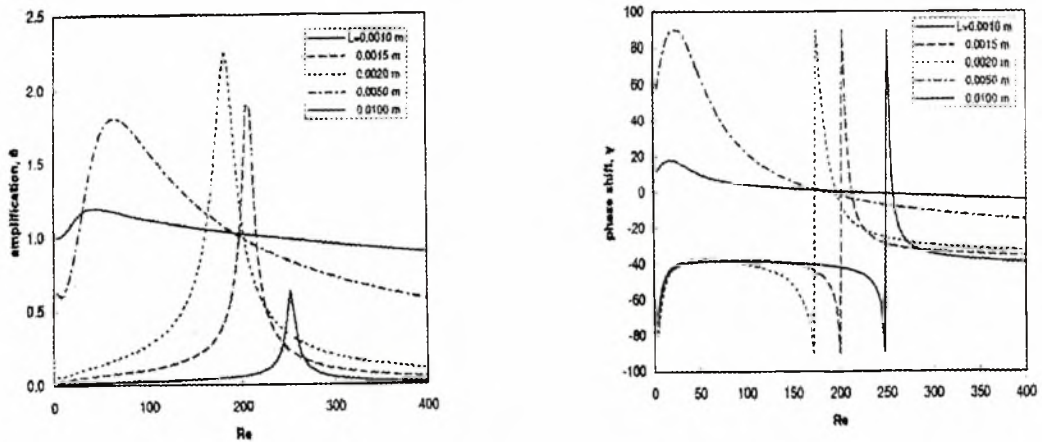 2.5
2.0
1.5
1.0
0.5
0.0
amplification, â
L=0.0010 m
0.0015 m
0.0020 m
0.0050 m
0.0100 m
0
100
200
300
400
Re
100
80
60
40
20
0
-20
-40
-60
-80
-100
phase shift, γ
L=0.0010 m
0.0015 m
0.0020 m
0.0050 m
0.0100 m
0
50
100
150
200
250
300
350
400
Re